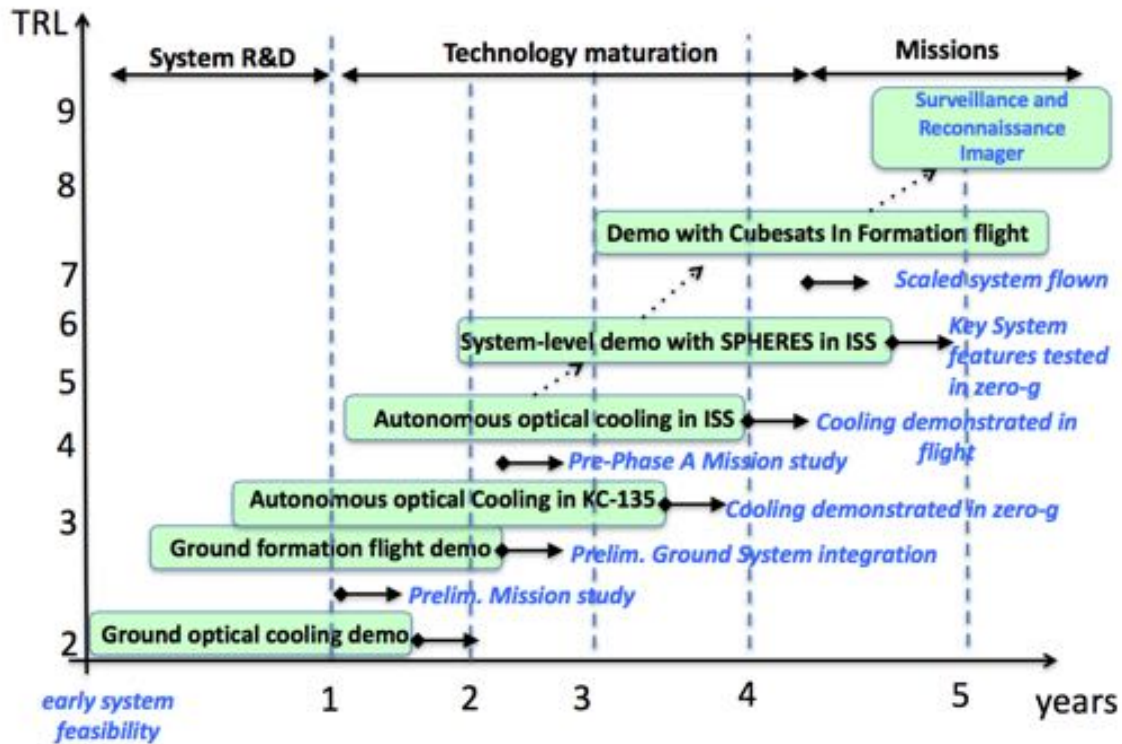 TRL
System R&D
Technology maturation
Missions
9
Surveillance and
Reconnaissance
Imager
8
Demo with Cubesats In Formation flight
7
Scaled system flown
6
System-level demo with SPHERES in ISS
Key System
features tested
in zero-g
5
Autonomous optical cooling in ISS
Cooling demonstrated in
flight
4
Pre-Phase A Mission study
Autonomous optical Cooling in KC-135
Cooling demonstrated in zero-g
3
Ground formation flight demo
Prelim. Ground System integration
Prelim. Mission study
2
Ground optical cooling demo
1
2
3
4
5
years
early system
feasibility